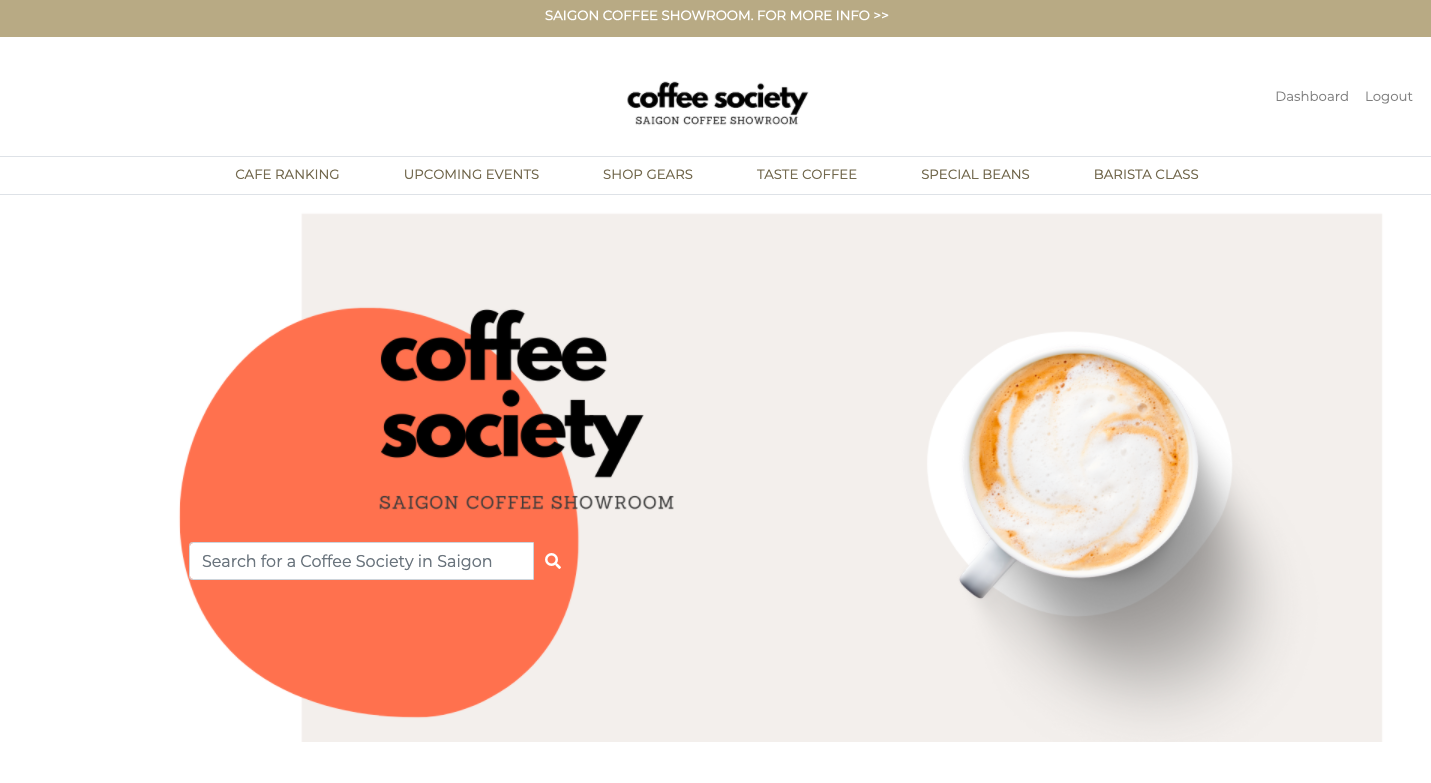 SAIGON COFFEE SHOWROOM. FOR MORE INFO >>
coffee society
SAIGON COFFEE SHOWROOM
Dashboard Logout
CAFE RANKING UPCOMING EVENTS SHOP GEARS TASTE COFFEE SPECIAL BEANS BARISTA CLASS
coffee
society
SAIGON COFFEE SHOWROOM
Search for a Coffee Society in Saigon